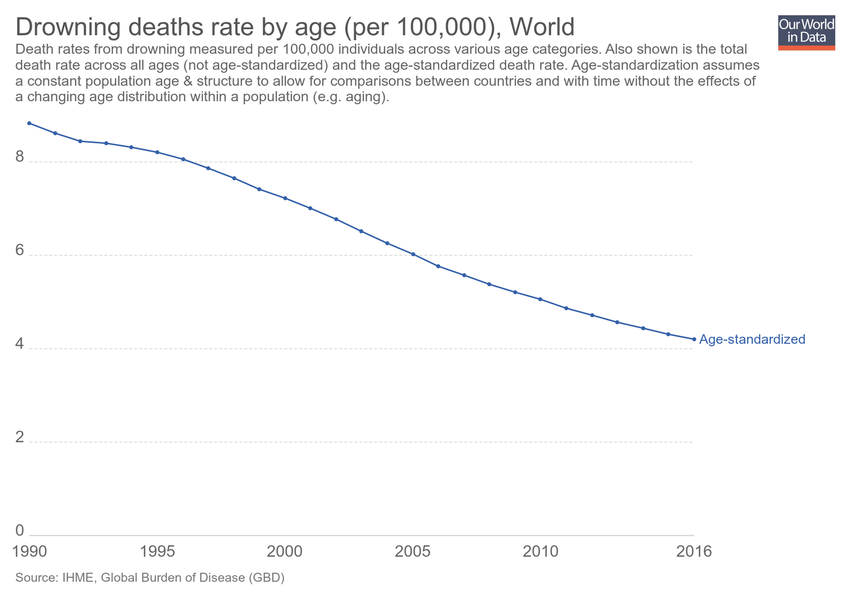 Drowning deaths rate by age (per 100,000), World
Our World
in Data
Death rates from drowning measured per 100,000 individuals across various age categories. Also shown is the total
death rate across all ages (not age-standardized) and the age-standardized death rate. Age-standardization assumes
a constant population age & structure to allow for comparisons between countries and with time without the effects of
a changing age distribution within a population (e.g. aging).
8
6
4
Age-standardized
2
0
1990 1995 2000 2005 2010 2016
Source: IHME, Global Burden of Disease (GBD)